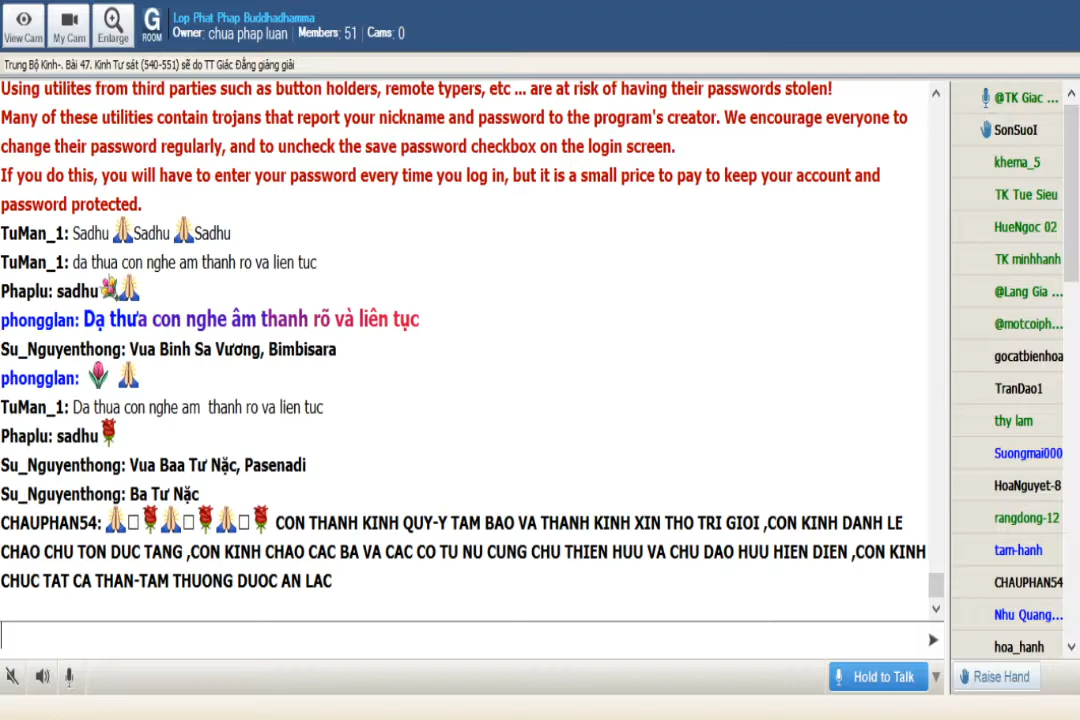 View Cam
My Cam
Enlarge
G
ROOM
Lop Phat Phap Buddhadhamma
Owner: chua phap luan | Members: 51 | Cams: 0
Trung Bộ Kinh-. Bài 47. Kinh Tư sát (540-551) sẽ do TT Giác Đẳng giảng giải
Using utilites from third parties such as button holders, remote typers, etc ... are at risk of having their passwords stolen!
Many of these utilities contain trojans that report your nickname and password to the program's creator. We encourage everyone to
change their password regularly, and to uncheck the save password checkbox on the login screen.
If you do this, you will have to enter your password every time you log in, but it is a small price to pay to keep your account and
password protected.
TuMan_1: Sadhu 🙏Sadhu 🙏Sadhu
TuMan_1: da thua con nghe am thanh ro va lien tuc
Phaplu: sadhu💐🙏
phongglan: Dạ thưa con nghe âm thanh rõ và liên tục
Su_Nguyenthong: Vua Bình Sa Vương, Bimbisara
phongglan: 🌷 🙏
TuMan_1: Da thua con nghe am thanh ro va lien tuc
Phaplu: sadhu🌹
Su_Nguyenthong: Vua Baa Tư Nặc, Pasenadi
Su_Nguyenthong: Ba Tư Nặc
CHAUPHAN54: 🙏□🌹🙏□🌹🙏□🌹 CON THANH KINH QUY-Y TAM BAO VA THANH KINH XIN THO TRI GIOI ,CON KINH DANH LE
CHAO CHU TON DUC TANG ,CON KINH CHAO CAC BA VA CAC CO TU NU CUNG CHU THIEN HUU VA CHU DAO HUU HIEN DIEN ,CON KINH
CHUC TAT CA THAN-TAM THUONG DUOC AN LAC
Hold to Talk
@TK Giac ...
SonSuoI
khema_5
TK Tue Sieu
HueNgoc 02
TK minhhanh
@Lang Gia ...
@motcoiph...
gocatbienhoa
TranDao1
thy lam
Suongmai000
HoaNguyet-8
rangdong-12
tam-hanh
CHAUPHAN54
Nhu Quang...
hoa_hanh
Raise Hand